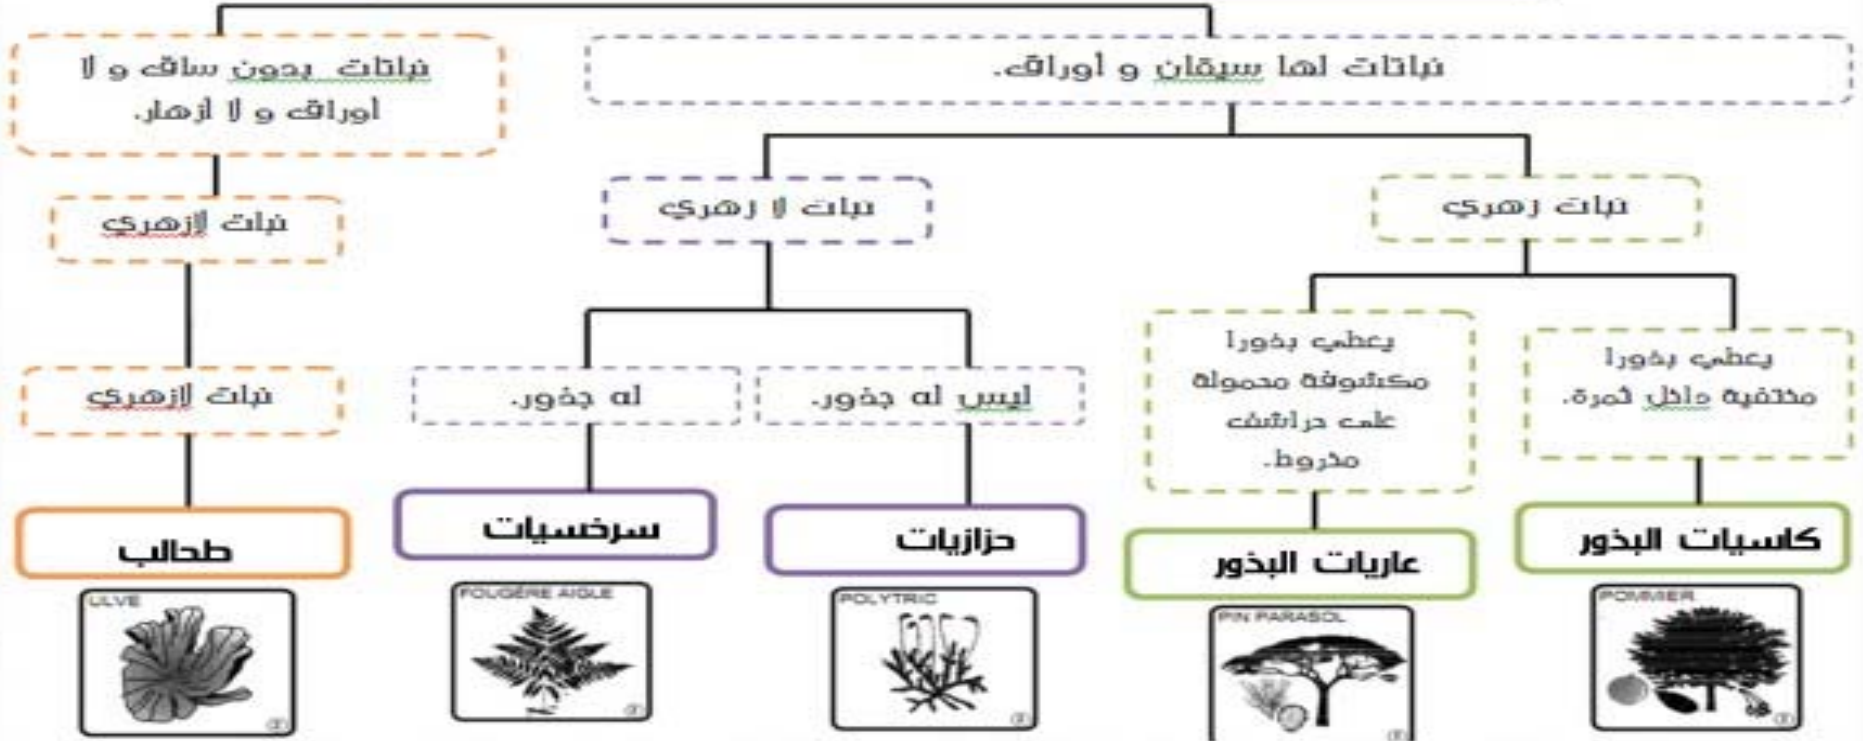 نباتات لها سيقان و أوراق.
نباتات بدون ساق و لا
أوراق و لا أزهار.
نبات زهري
نبات لا زهري
نبات لازهري
يعطي بذورا
مختفية داخل ثمرة.
يعطي بذورا
مكشوفة محمولة
على حراشف
مخروط.
ليس له جذور.
له جذور.
نبات لازهري
كاسيات البذور
عاريات البذور
حزازيات
سرخسيات
طحالب
POMMIER
PIN PARASOL
POLYTRIC
FOUGÈRE AIGLE
ULVE